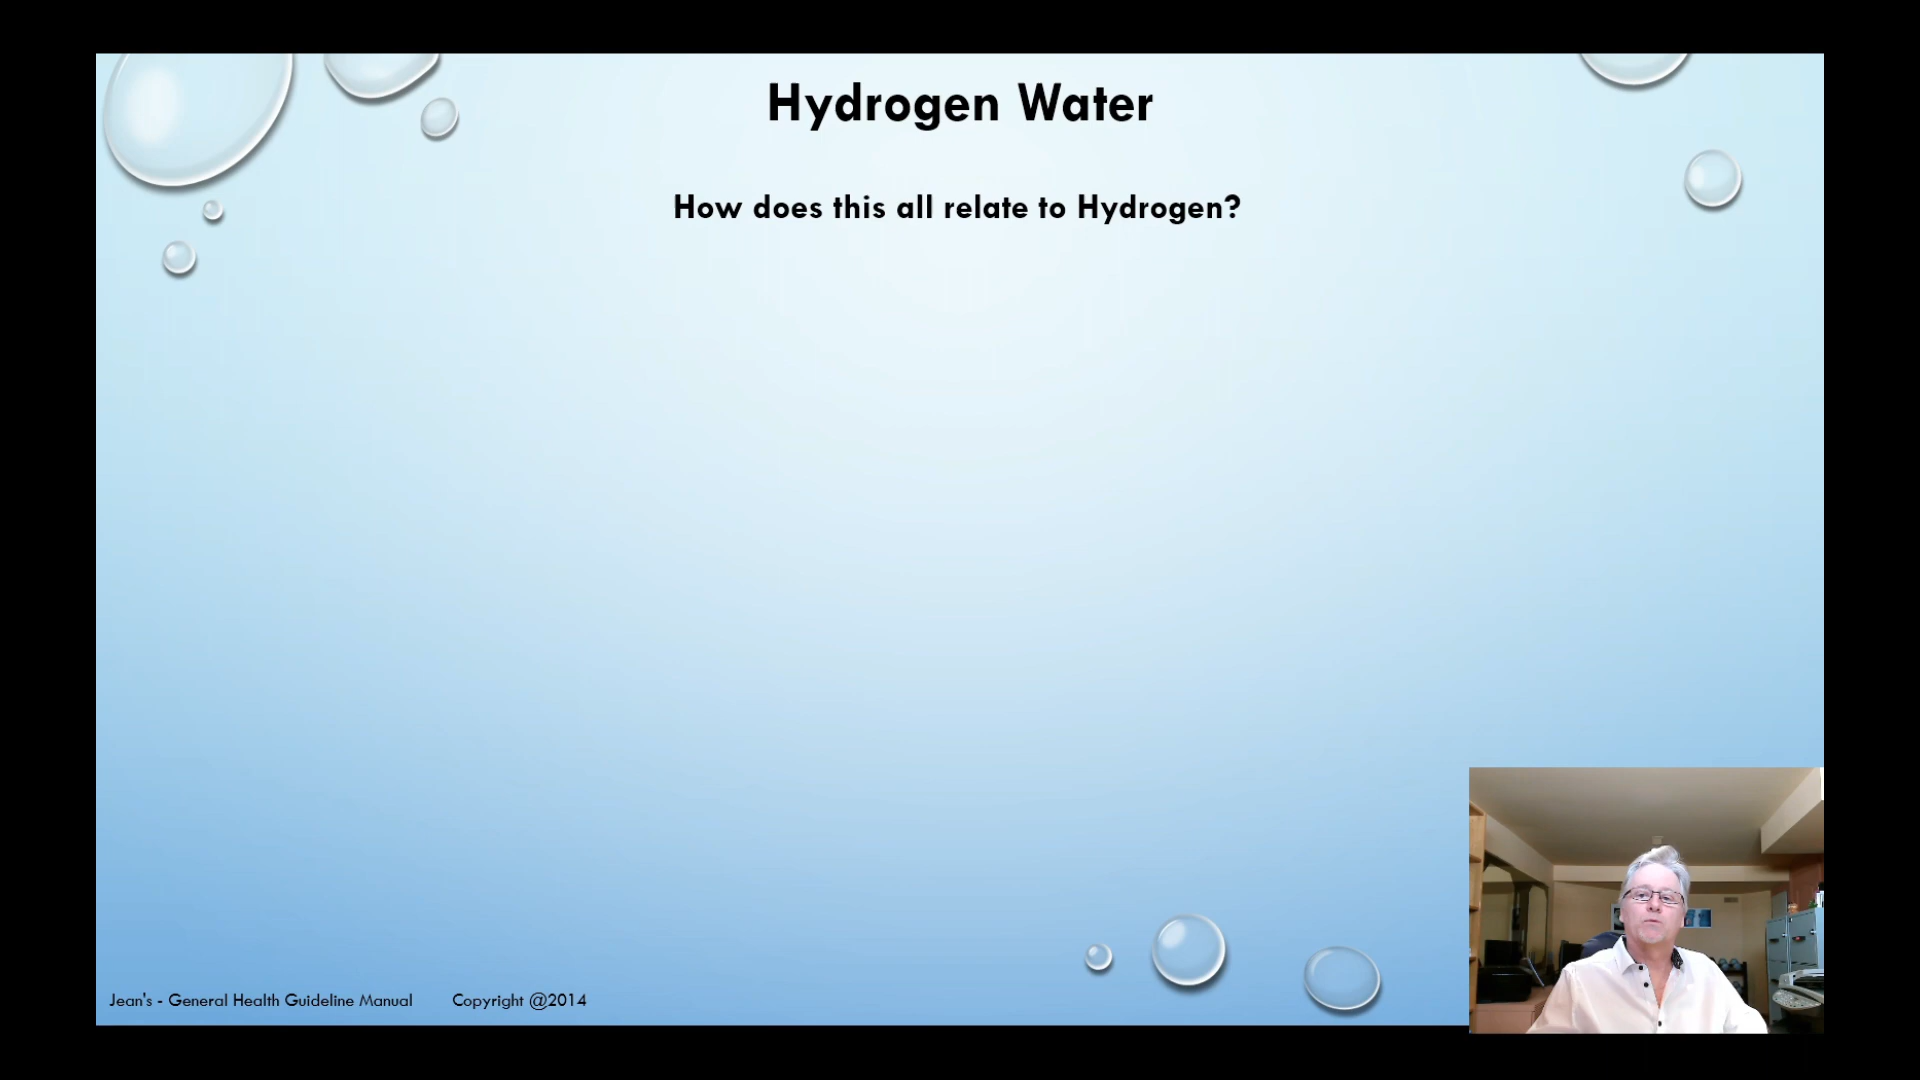 Hydrogen Water
How does this all relate to Hydrogen?
Jean's - General Health Guideline Manual Copyright @2014